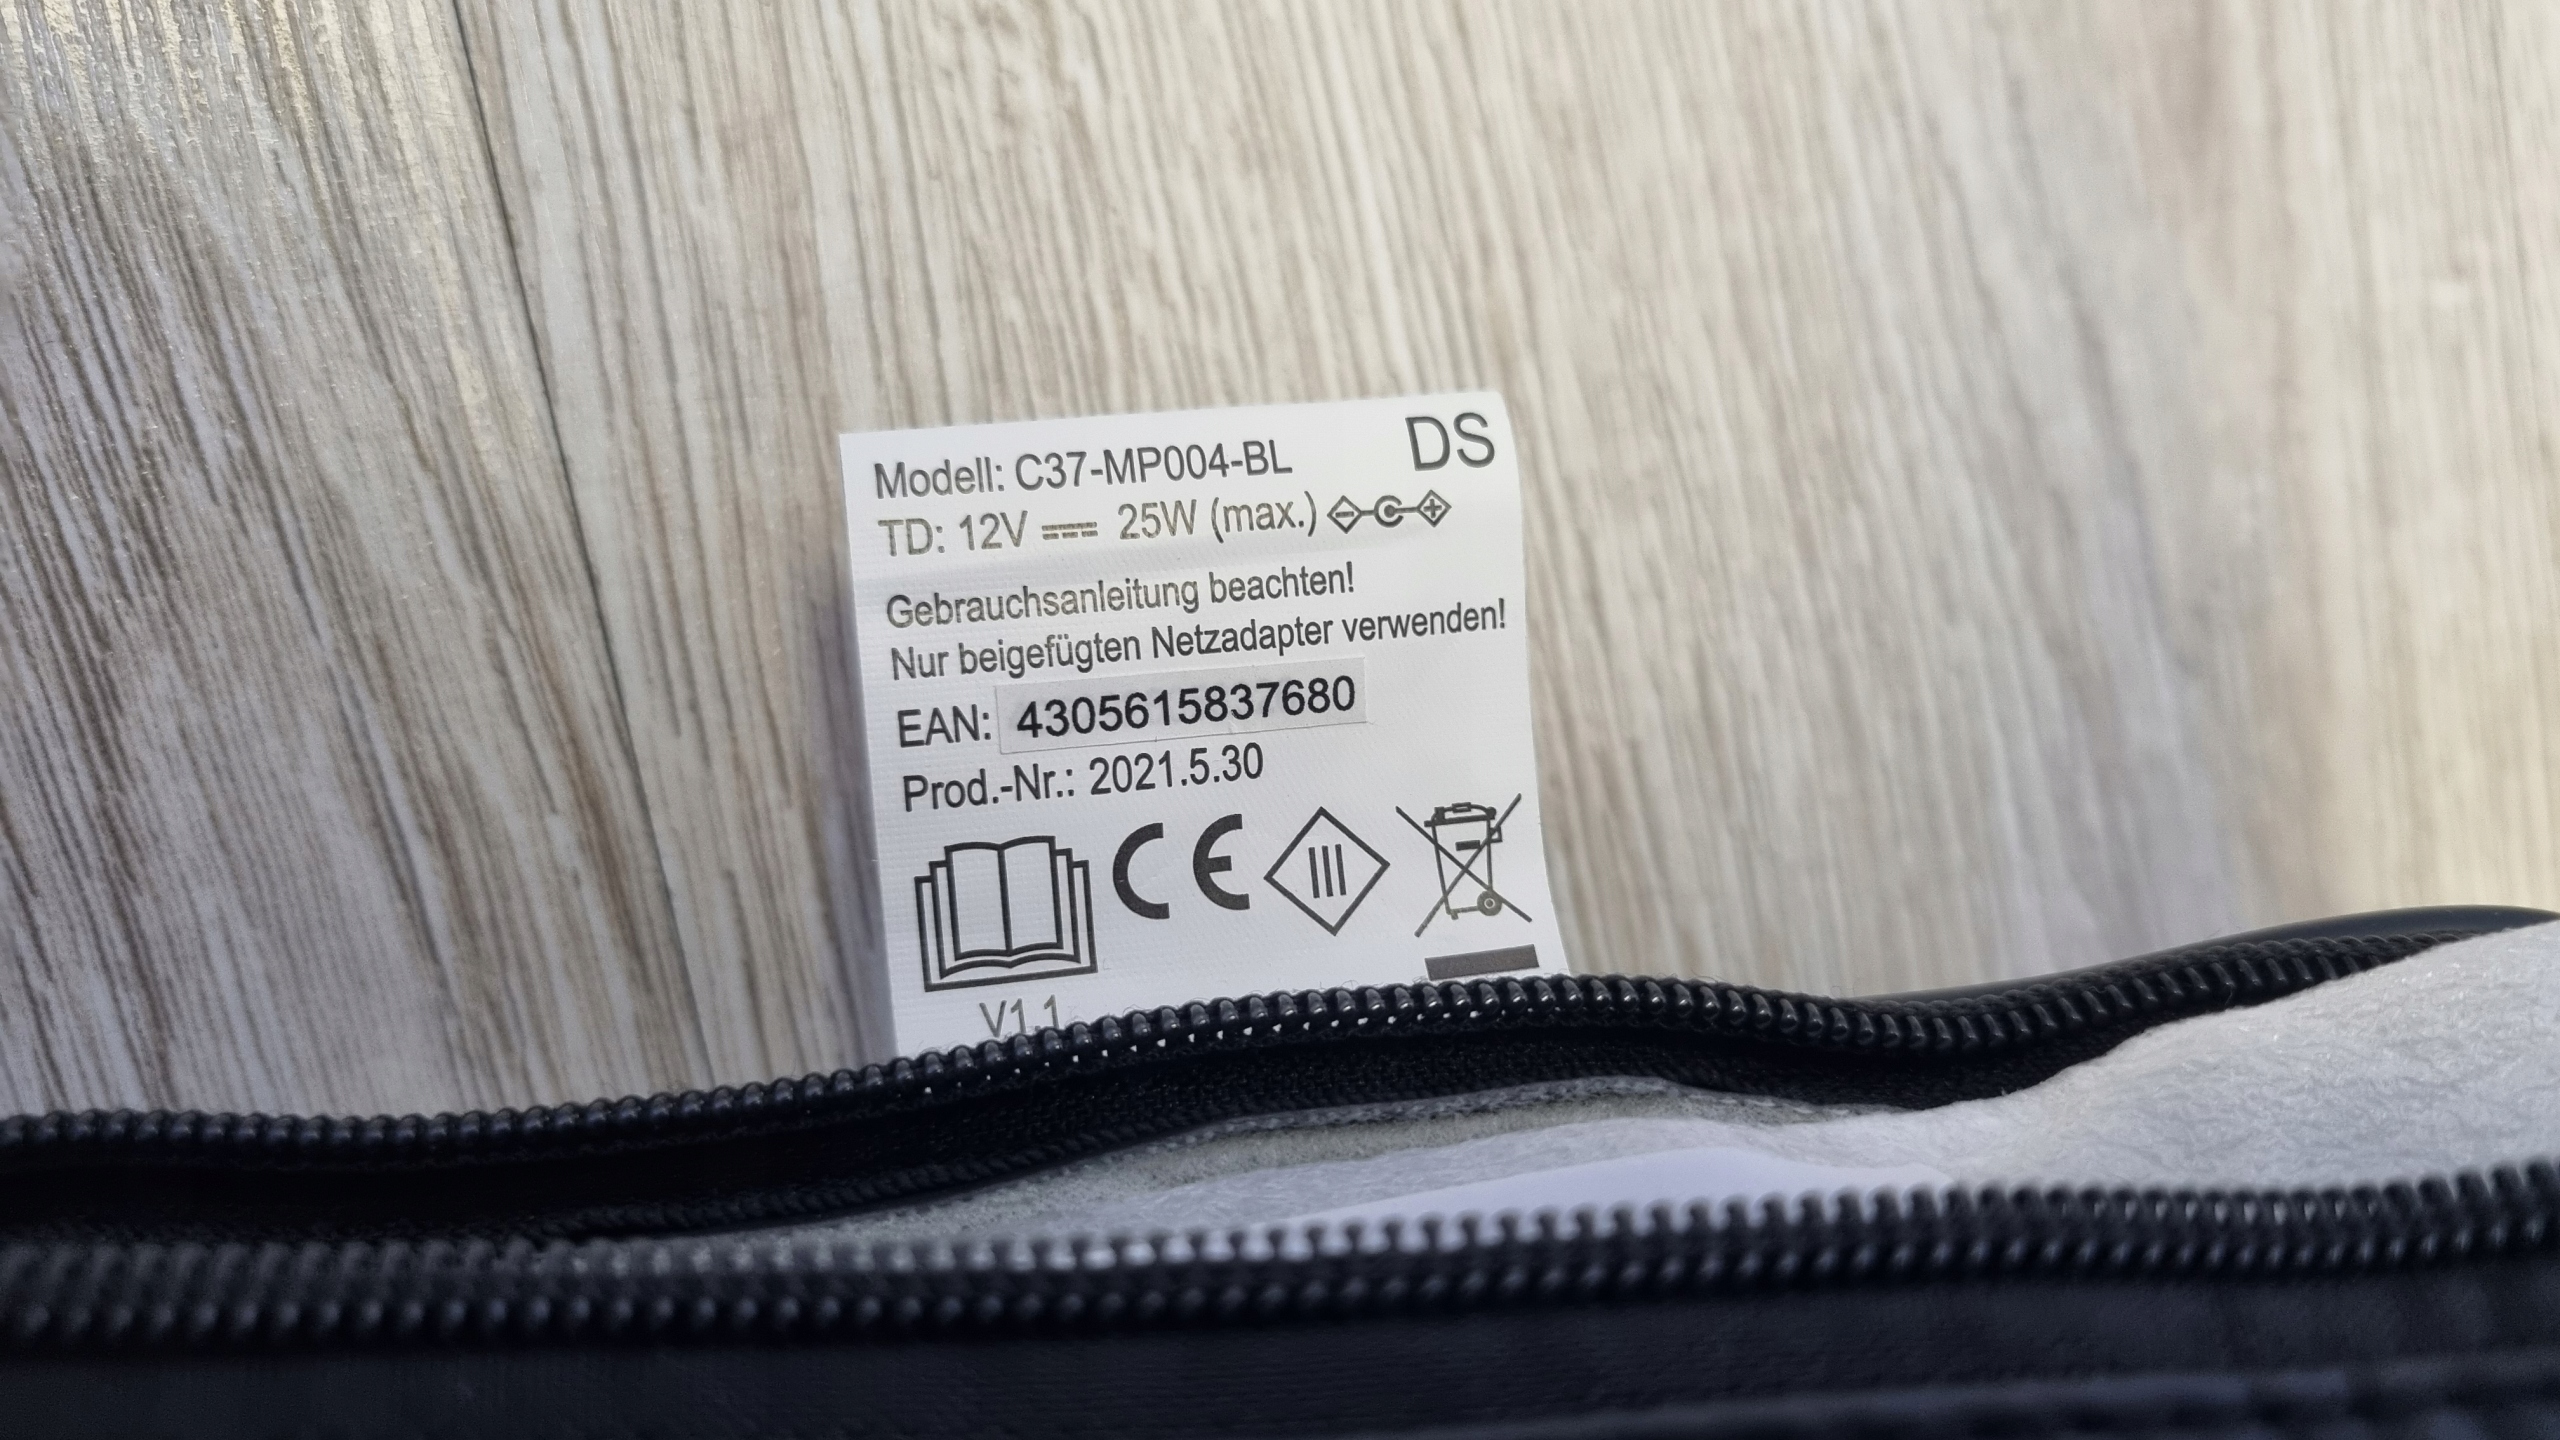 Modell: C37-MP004-BL DS
TD: 12V ⎓ 25W (max.)
Gebrauchsanleitung beachten!
Nur beigefügten Netzadapter verwenden!
EAN: 4305615837680
Prod.-Nr.: 2021.5.30
CE III
V1.1